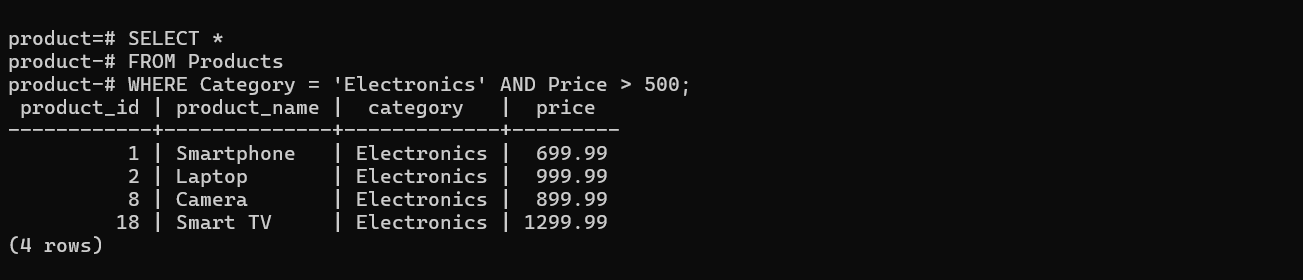 product=# SELECT *
product-# FROM Products
product-# WHERE Category = 'Electronics' AND Price > 500;
 product_id | product_name |  category   |  price
------------+--------------+-------------+---------
          1 | Smartphone   | Electronics |  699.99
          2 | Laptop       | Electronics |  999.99
          8 | Camera       | Electronics |  899.99
         18 | Smart TV     | Electronics | 1299.99
(4 rows)